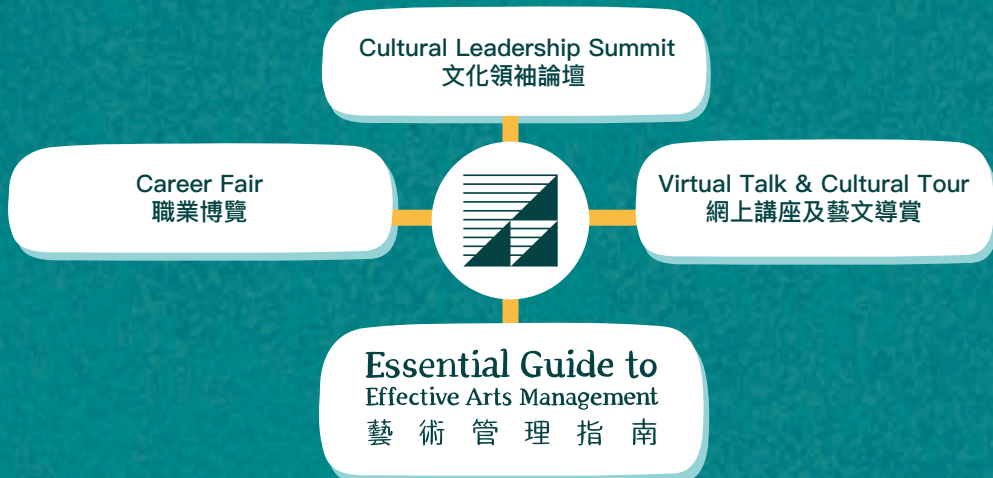 Cultural Leadership Summit
文化領袖論壇
Career Fair
職業博覽
Virtual Talk & Cultural Tour
網上講座及藝文導賞
Essential Guide to
Effective Arts Management
藝術管理指南